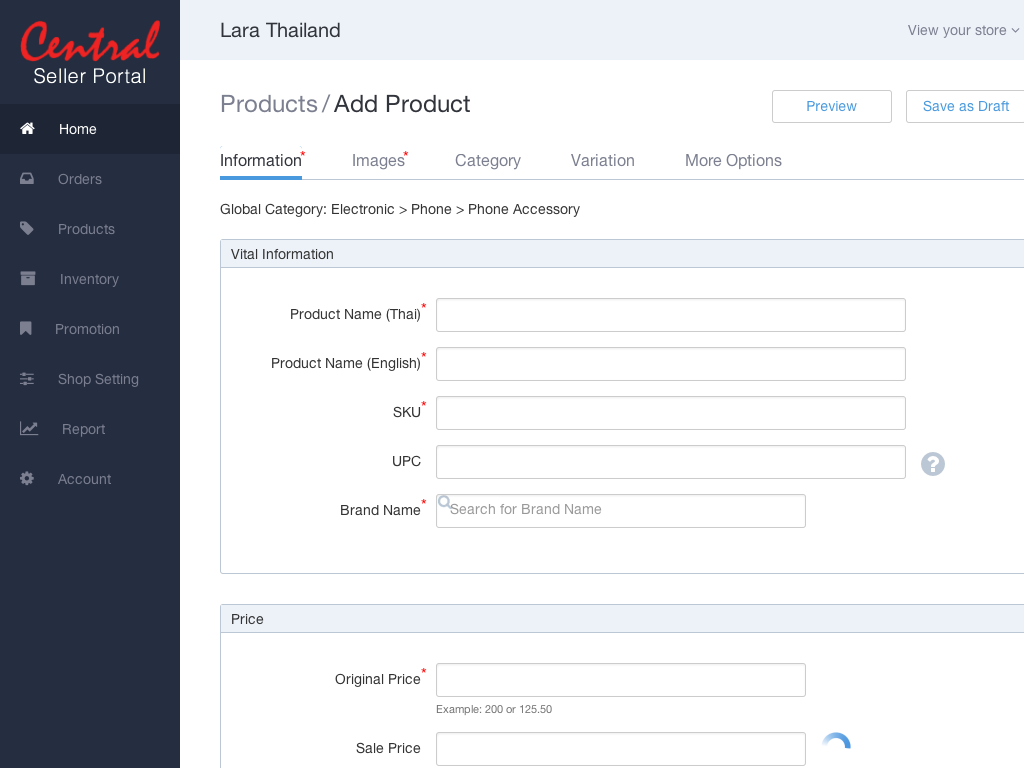 Central
Seller Portal
Home
Orders
Products
Inventory
Promotion
Shop Setting
Report
Account
Lara Thailand
View your store
Products / Add Product
Preview
Save as Draft
Information* Images* Category Variation More Options
Global Category: Electronic > Phone > Phone Accessory
Vital Information
Product Name (Thai)*
Product Name (English)*
SKU*
UPC
?
Brand Name* Search for Brand Name
Price
Original Price*
Example: 200 or 125.50
Sale Price